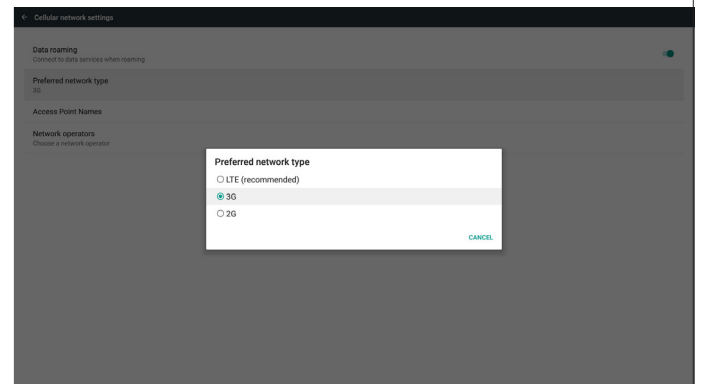 Cellular network settings
Data roaming
Connect to data services when roaming
Preferred network type
3G
Access Point Names
Network operators
Choose a network operator
Preferred network type
LTE (recommended)
3G
2G
CANCEL